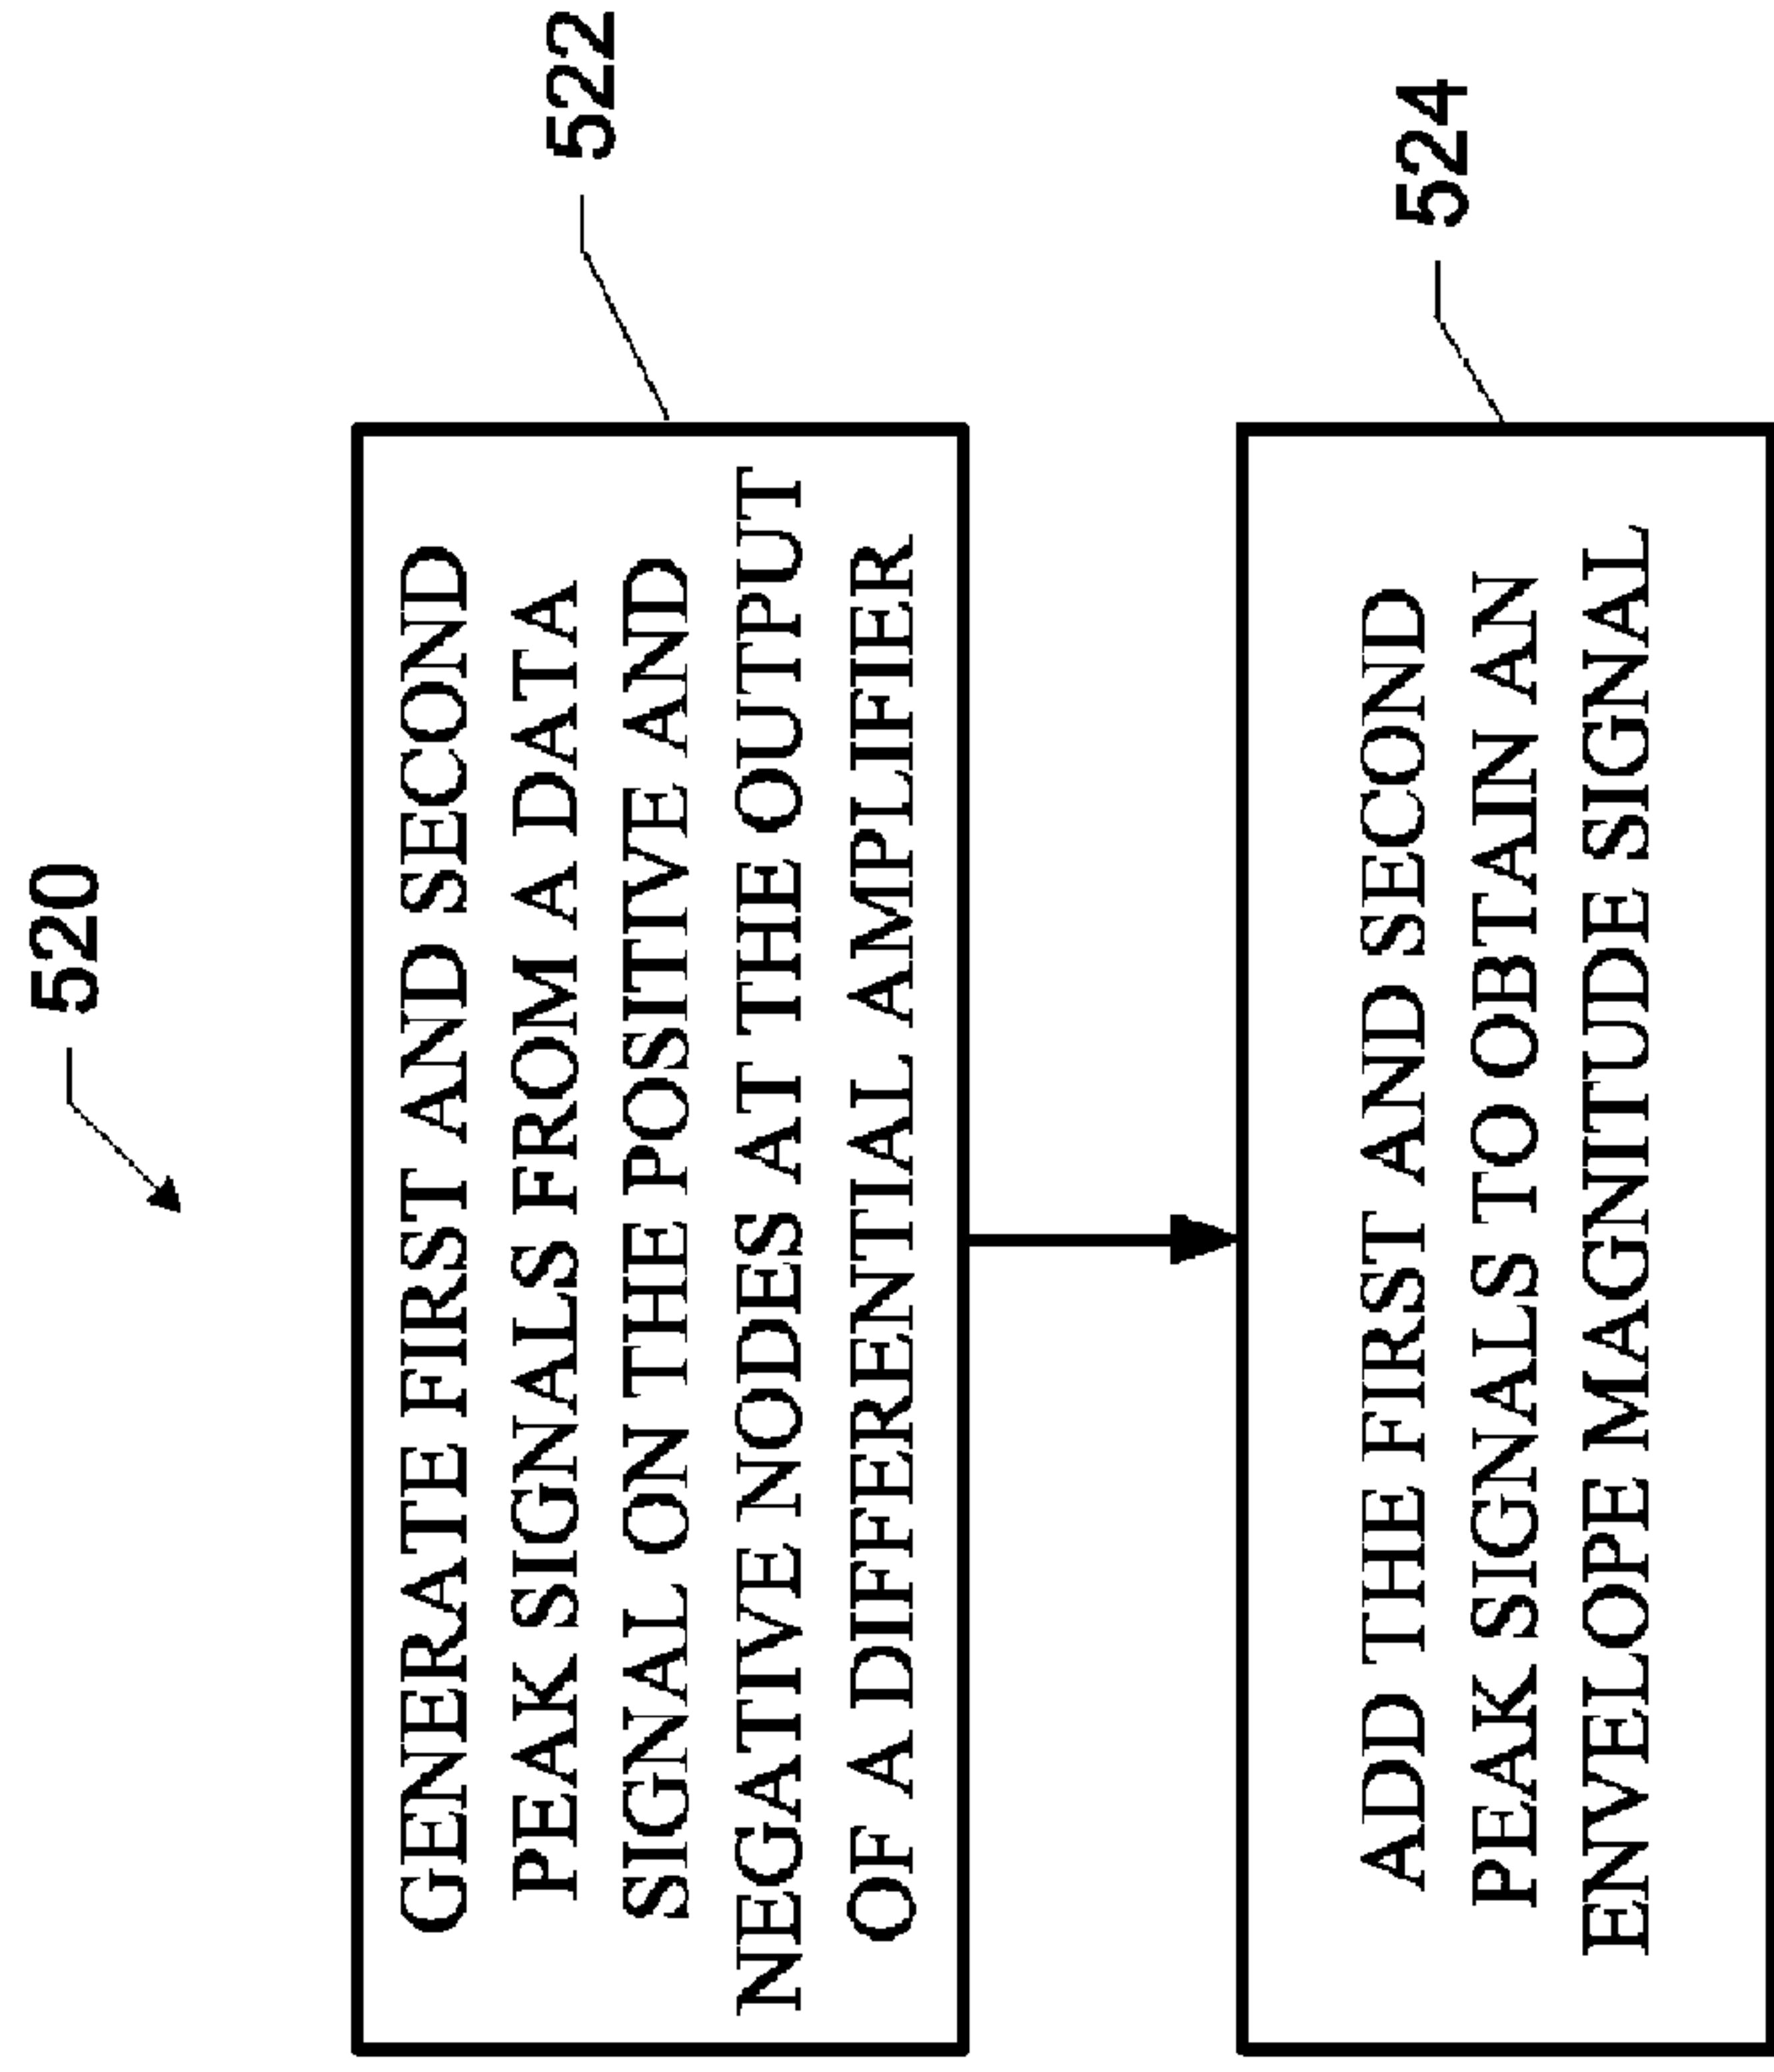 520
GENERATE FIRST AND SECOND
PEAK SIGNALS FROM A DATA
SIGNAL ON THE POSITIVE AND
NEGATIVE NODES AT THE OUTPUT
OF A DIFFERENTIAL AMPLIFIER
522
ADD THE FIRST AND SECOND
PEAK SIGNALS TO OBTAIN AN
ENVELOPE MAGNITUDE SIGNAL
524